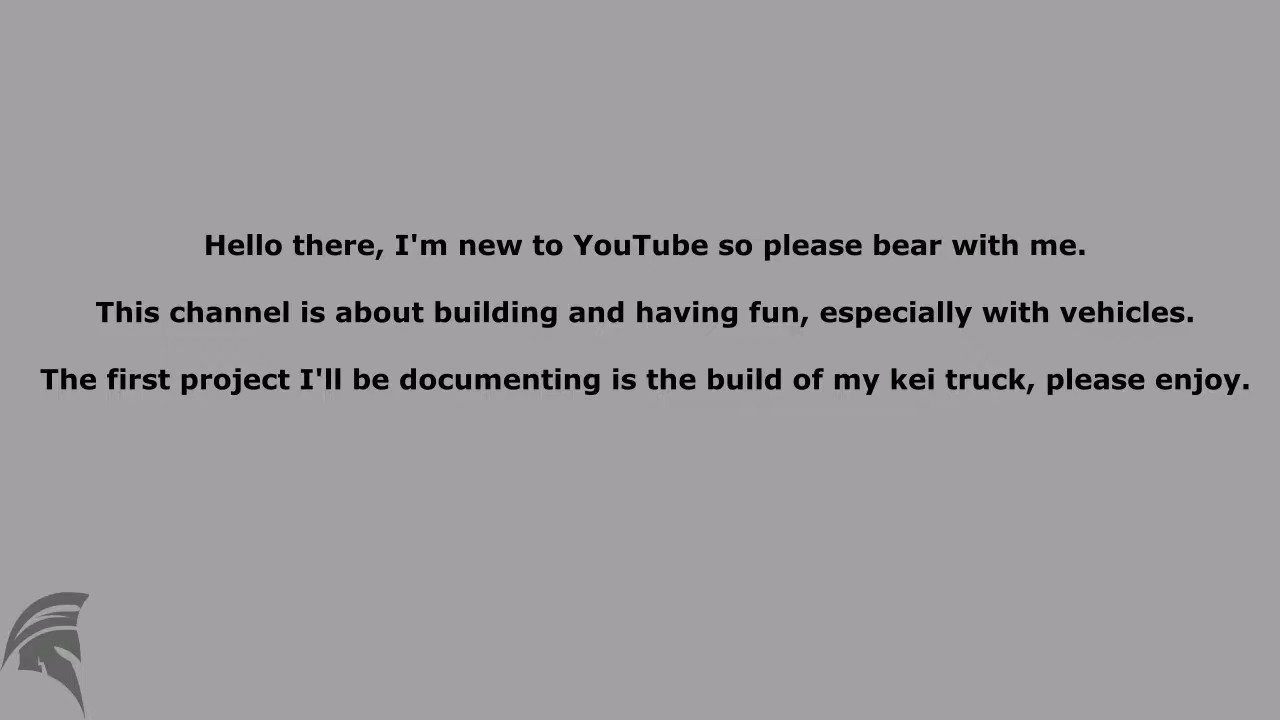 Hello there, I'm new to YouTube so please bear with me.
This channel is about building and having fun, especially with vehicles.
The first project I'll be documenting is the build of my kei truck, please enjoy.